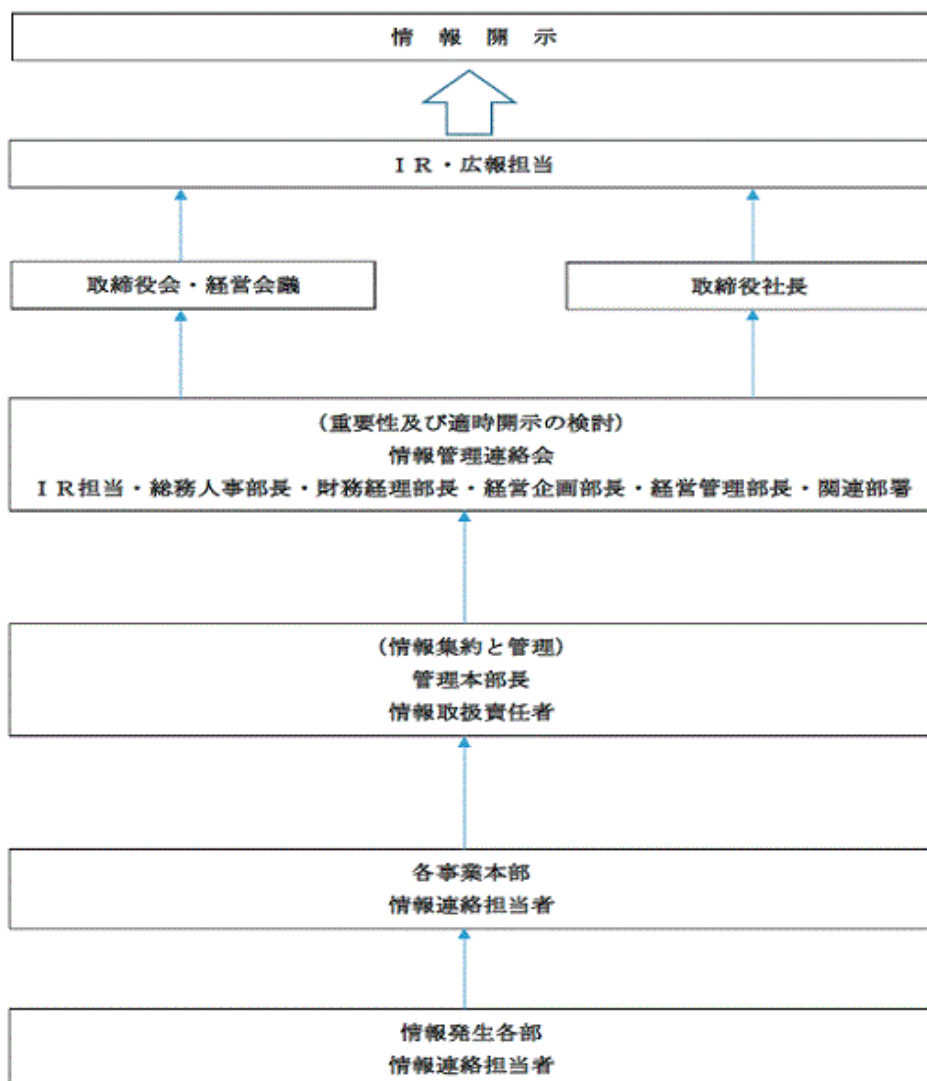 情報開示
ＩＲ・広報担当
取締役会・経営会議
取締役社長
（重要性及び適時開示の検討）
情報管理連絡会
ＩＲ担当・総務人事部長・財務経理部長・経営企画部長・経営管理部長・関連部署
（情報集約と管理）
管理本部長
情報取扱責任者
各事業本部
情報連絡担当者
情報発生各部
情報連絡担当者